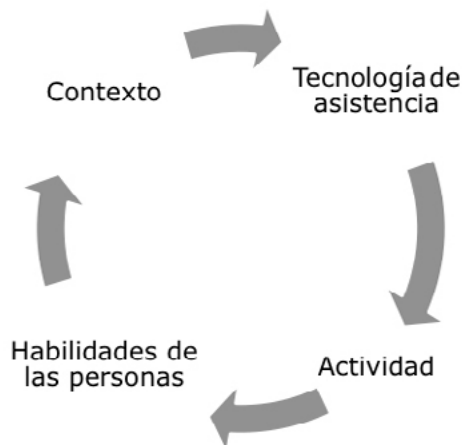 Contexto
Tecnología de
asistencia
Habilidades de
las personas
Actividad